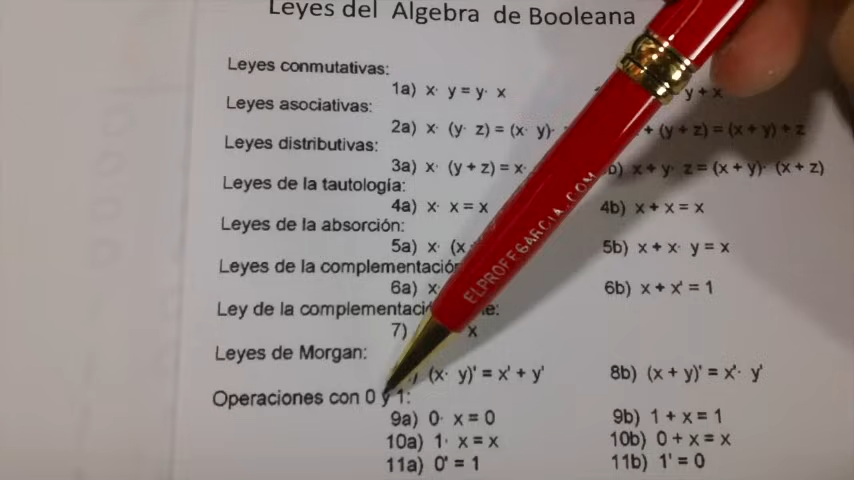 Leyes del Algebra de Booleana
Leyes conmutativas:
1a) x· y = y· x y + x
Leyes asociativas:
2a) x· (y· z) = (x· y)· + (y + z) = (x + y) + z
Leyes distributivas:
3a) x· (y + z) = x· b) x + y· z = (x + y)· (x + z)
Leyes de la tautología:
4a) x· x = x 4b) x + x = x
Leyes de la absorción:
5a) x· (x 5b) x + x· y = x
Leyes de la complementación
6a) x· 6b) x + x' = 1
Ley de la complementaci e:
7) x
Leyes de Morgan:
) (x· y)' = x' + y' 8b) (x + y)' = x'· y'
Operaciones con 0 y 1:
9a) 0· x = 0 9b) 1 + x = 1
10a) 1· x = x 10b) 0 + x = x
11a) 0' = 1 11b) 1' = 0
ELPROFEGARCIA.COM